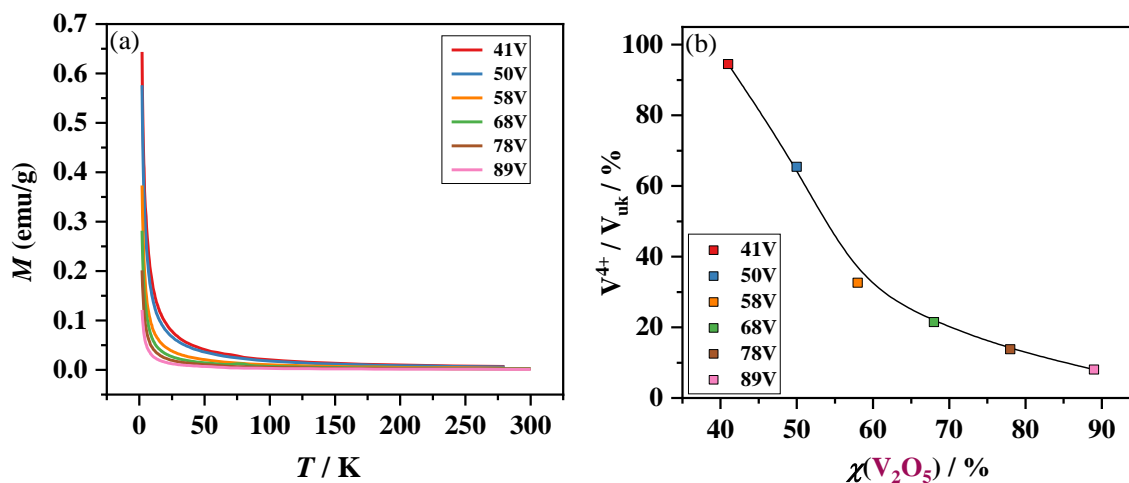 (a)
0.7
0.6
0.5
0.4
0.3
0.2
0.1
0.0
M (emu/g)
0 50 100 150 200 250 300
T / K
41V
50V
58V
68V
78V
89V
(b)
100
80
60
40
20
0
V⁴⁺ / Vᵤₖ / %
41V
50V
58V
68V
78V
89V
40 50 60 70 80 90
χ(V₂O₅) / %